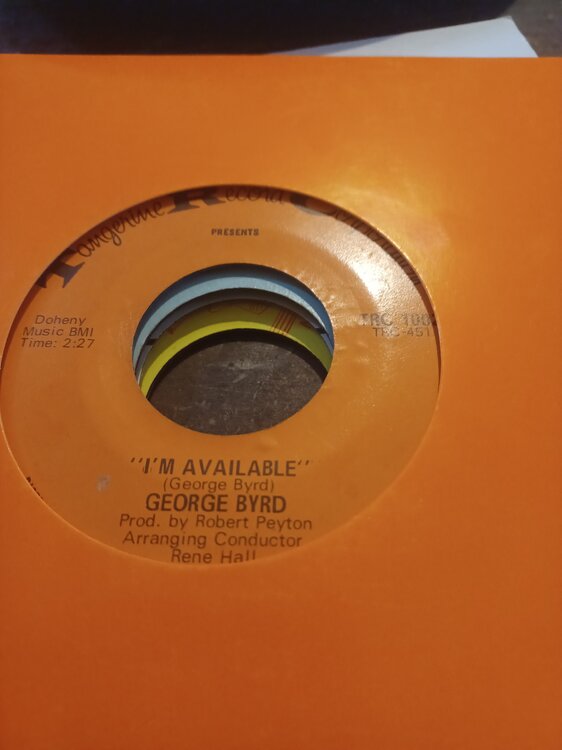 Tangerine Record
PRESENTS
Doheny
Music BMI
Time: 2:27
TRC-451
"I'M AVAILABLE"
(George Byrd)
GEORGE BYRD
Prod. by Robert Peyton
Arranging Conductor
Rene Hall